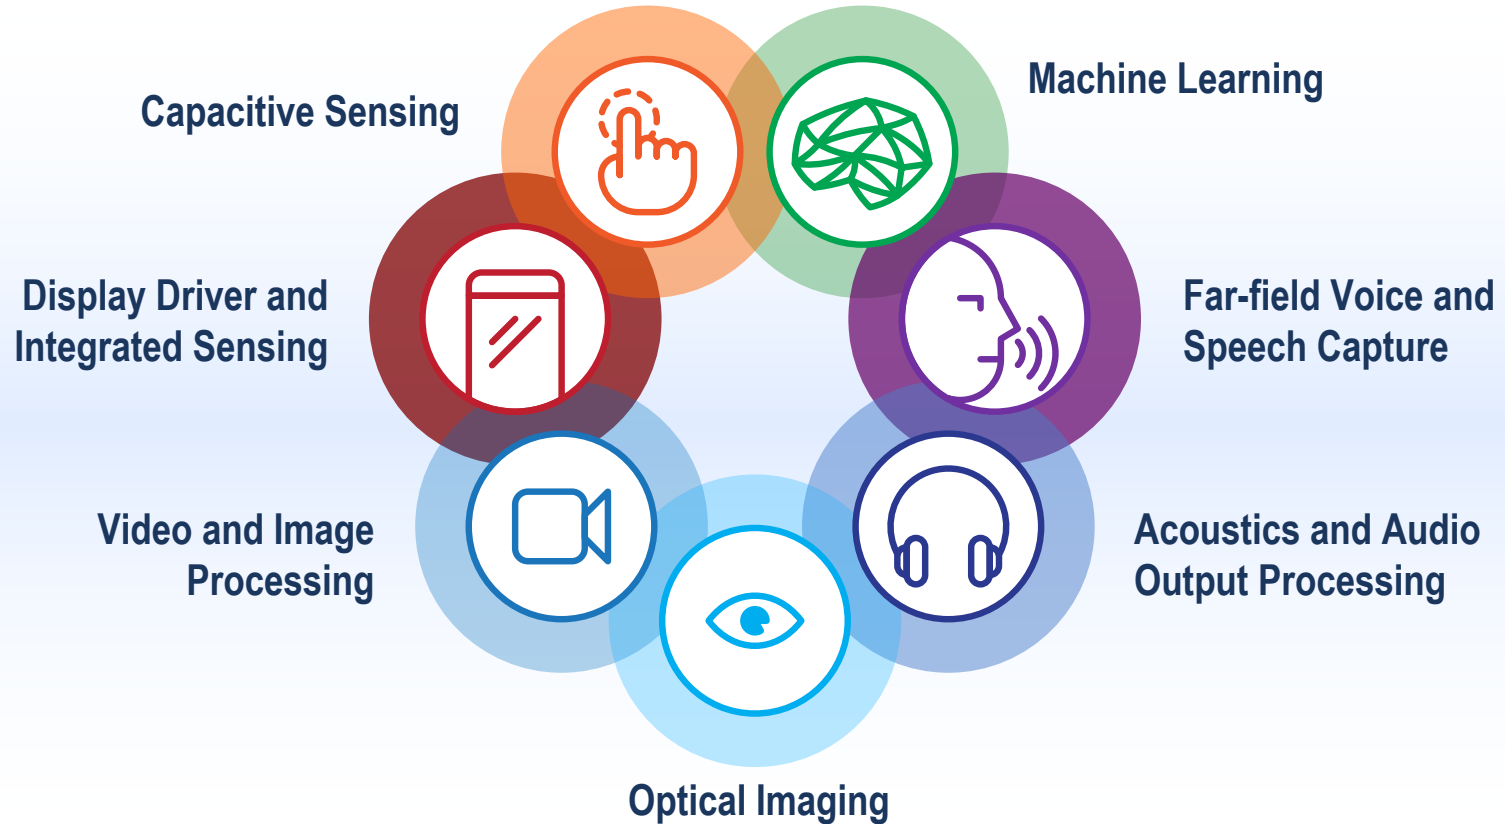 Capacitive Sensing
Machine Learning
Display Driver and
Integrated Sensing
Far-field Voice and
Speech Capture
Video and Image
Processing
Acoustics and Audio
Output Processing
Optical Imaging